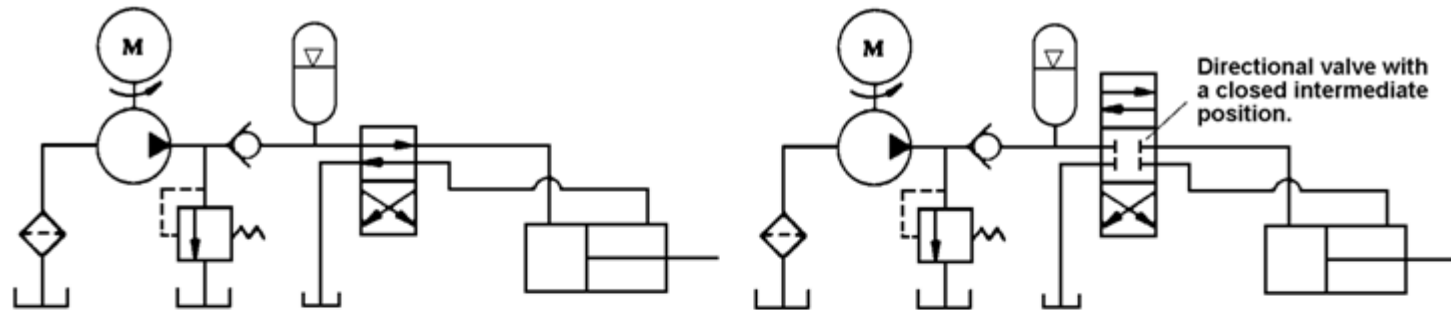 M
M
Directional valve with
a closed intermediate
position.